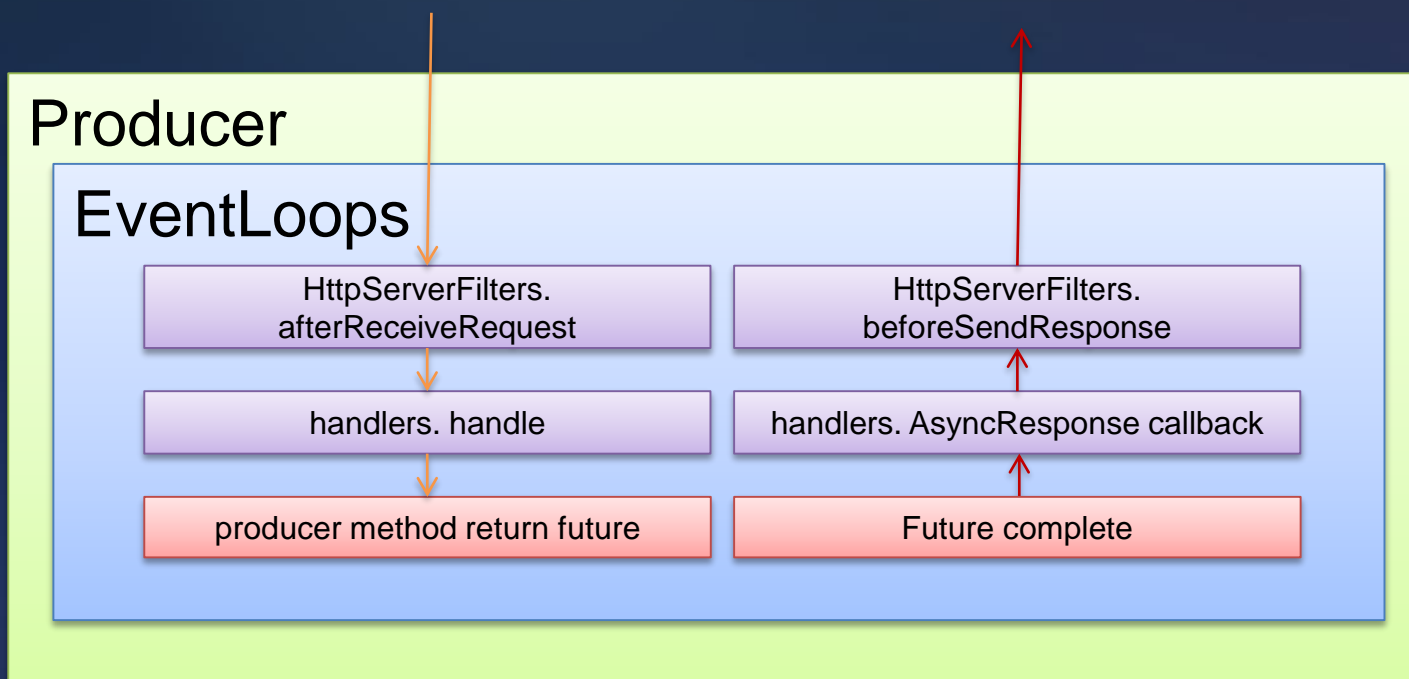 Producer
EventLoops
HttpServerFilters.
afterReceiveRequest
HttpServerFilters.
beforeSendResponse
handlers. handle
handlers. AsyncResponse callback
producer method return future
Future complete